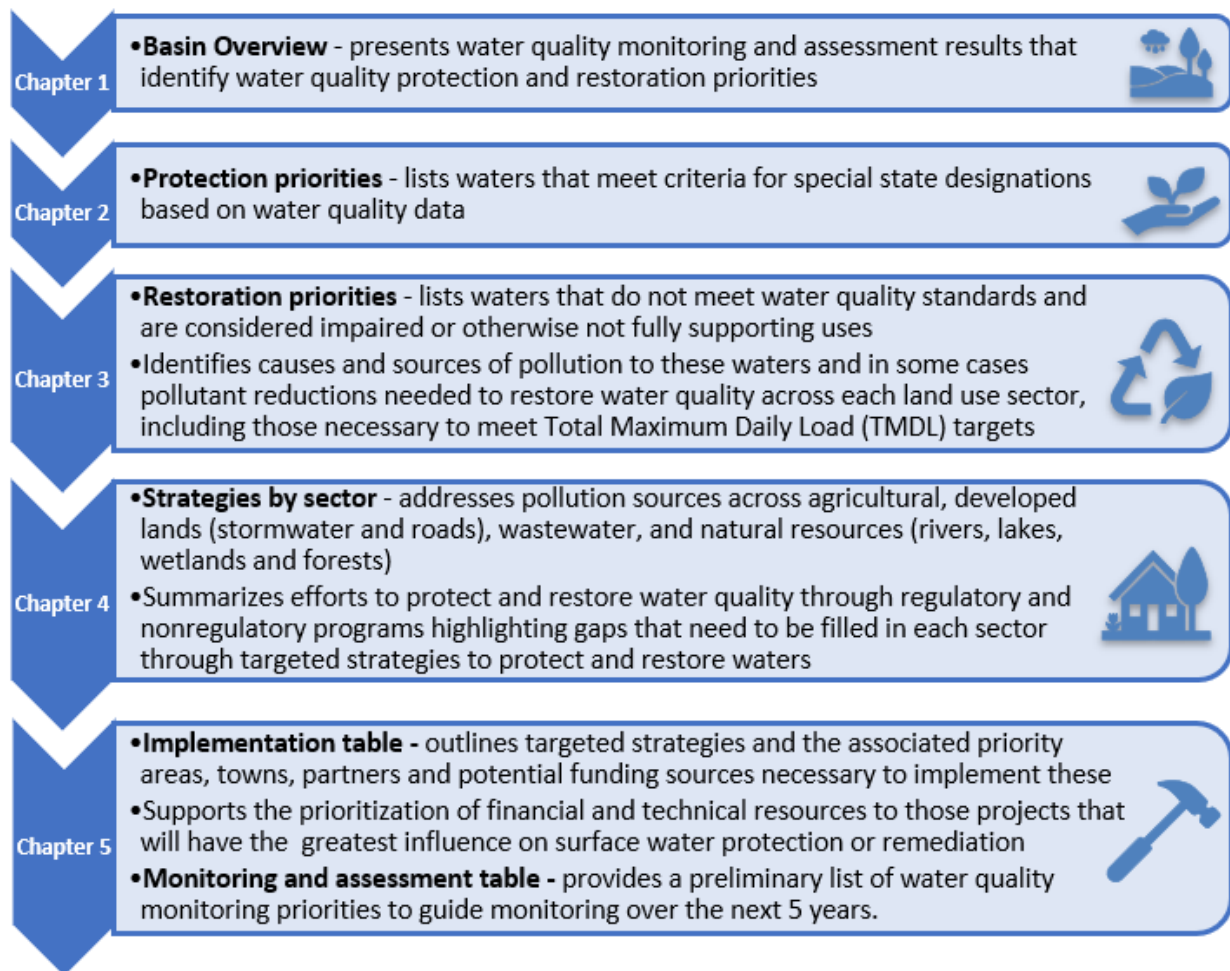 Chapter 1
•Basin Overview - presents water quality monitoring and assessment results that
identify water quality protection and restoration priorities
Chapter 2
•Protection priorities - lists waters that meet criteria for special state designations
based on water quality data
Chapter 3
•Restoration priorities - lists waters that do not meet water quality standards and
are considered impaired or otherwise not fully supporting uses
•Identifies causes and sources of pollution to these waters and in some cases
pollutant reductions needed to restore water quality across each land use sector,
including those necessary to meet Total Maximum Daily Load (TMDL) targets
Chapter 4
•Strategies by sector - addresses pollution sources across agricultural, developed
lands (stormwater and roads), wastewater, and natural resources (rivers, lakes,
wetlands and forests)
•Summarizes efforts to protect and restore water quality through regulatory and
nonregulatory programs highlighting gaps that need to be filled in each sector
through targeted strategies to protect and restore waters
Chapter 5
•Implementation table - outlines targeted strategies and the associated priority
areas, towns, partners and potential funding sources necessary to implement these
•Supports the prioritization of financial and technical resources to those projects that
will have the  greatest influence on surface water protection or remediation
•Monitoring and assessment table - provides a preliminary list of water quality
monitoring priorities to guide monitoring over the next 5 years.